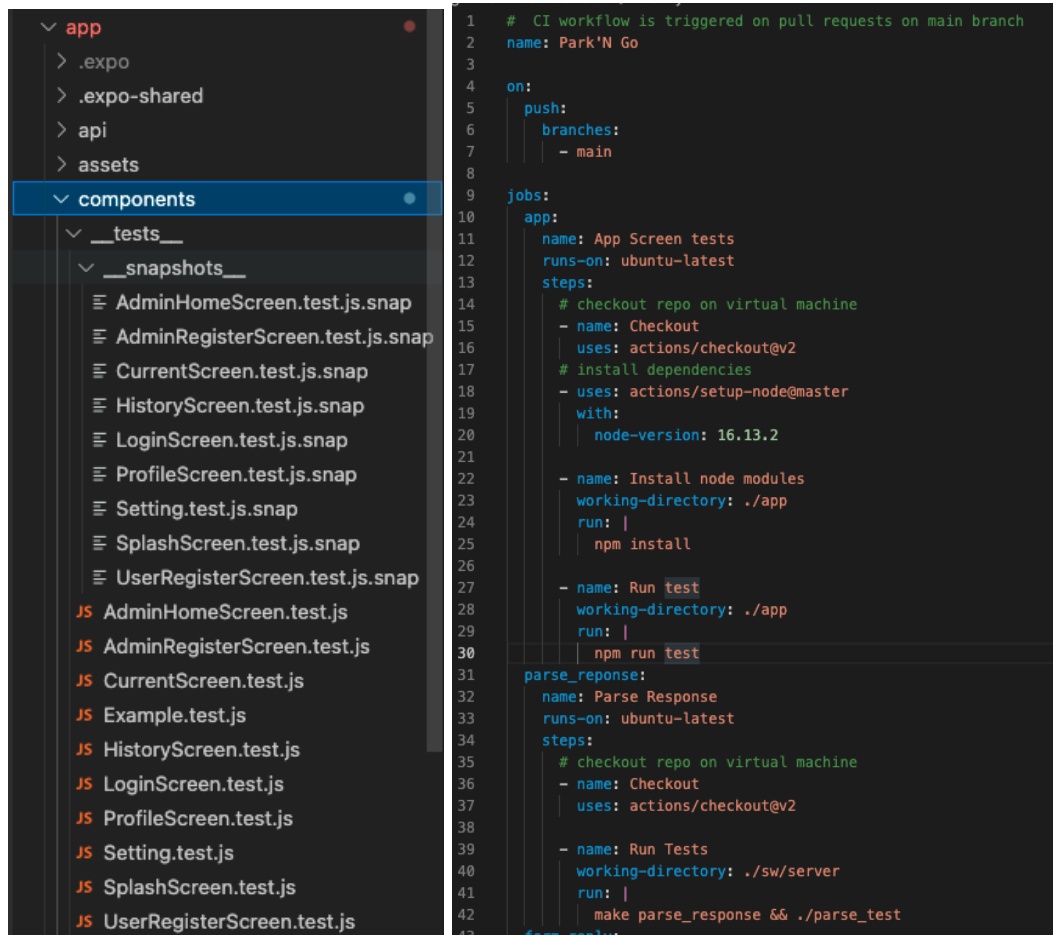 app
.expo
.expo-shared
api
assets
components
__tests__
__snapshots__
AdminHomeScreen.test.js.snap
AdminRegisterScreen.test.js.snap
CurrentScreen.test.js.snap
HistoryScreen.test.js.snap
LoginScreen.test.js.snap
ProfileScreen.test.js.snap
Setting.test.js.snap
SplashScreen.test.js.snap
UserRegisterScreen.test.js.snap
JS AdminHomeScreen.test.js
JS AdminRegisterScreen.test.js
JS CurrentScreen.test.js
JS Example.test.js
JS HistoryScreen.test.js
JS LoginScreen.test.js
JS ProfileScreen.test.js
JS Setting.test.js
JS SplashScreen.test.js
JS UserRegisterScreen.test.js
1 # CI workflow is triggered on pull requests on main branch
2 name: Park'N Go
3
4 on:
5 push:
6 branches:
7 - main
8
9 jobs:
10 app:
11 name: App Screen tests
12 runs-on: ubuntu-latest
13 steps:
14 # checkout repo on virtual machine
15 - name: Checkout
16 uses: actions/checkout@v2
17 # install dependencies
18 - uses: actions/setup-node@master
19 with:
20 node-version: 16.13.2
21
22 - name: Install node modules
23 working-directory: ./app
24 run: |
25 npm install
26
27 - name: Run test
28 working-directory: ./app
29 run: |
30 npm run test
31 parse_reponse:
32 name: Parse Response
33 runs-on: ubuntu-latest
34 steps:
35 # checkout repo on virtual machine
36 - name: Checkout
37 uses: actions/checkout@v2
38
39 - name: Run Tests
40 working-directory: ./sw/server
41 run: |
42 make parse_response && ./parse_test